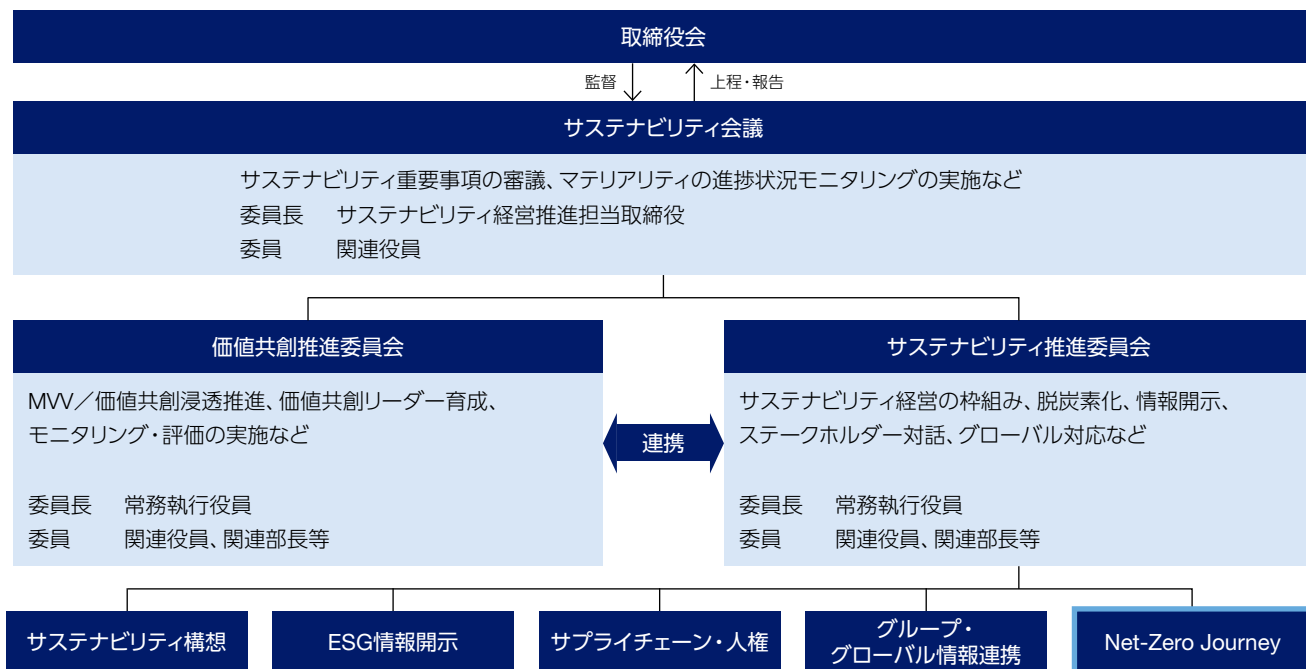 取締役会
監督
上程・報告
サステナビリティ会議
サステナビリティ重要事項の審議、マテリアリティの進捗状況モニタリングの実施など
委員長 サステナビリティ経営推進担当取締役
委員 関連役員
価値共創推進委員会
MVV／価値共創浸透推進、価値共創リーダー育成、
モニタリング・評価の実施など
委員長 常務執行役員
委員 関連役員、関連部長等
連携
サステナビリティ推進委員会
サステナビリティ経営の枠組み、脱炭素化、情報開示、
ステークホルダー対話、グローバル対応など
委員長 常務執行役員
委員 関連役員、関連部長等
サステナビリティ構想
ESG情報開示
サプライチェーン・人権
グループ・
グローバル情報連携
Net-Zero Journey